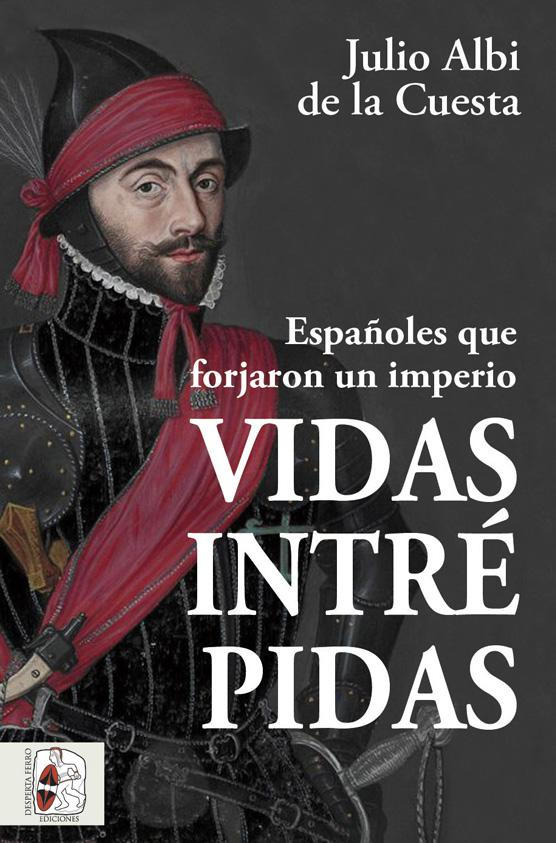 Julio Albi
de la Cuesta
Españoles que
forjaron un imperio
VIDAS
INTRÉ
PIDAS
DESPERTA FERRO
EDICIONES